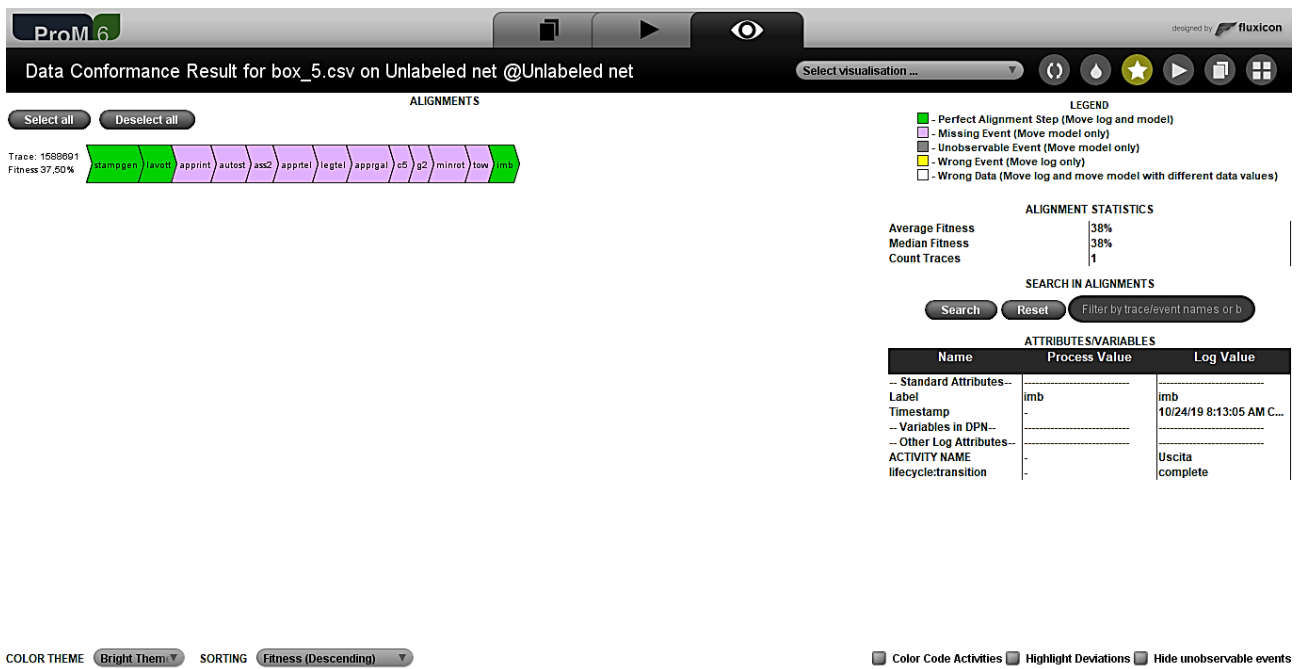 ProM 6
designed by fluxicon
Data Conformance Result for box_5.csv on Unlabeled net @Unlabeled net
Select visualisation ...
ALIGNMENTS
Select all
Deselect all
Trace: 1588691
Fitness 37,50%
stampgen lavott apprint autost ass2 apprtel legtel apprgal c5 g2 minrot tow imb
LEGEND
- Perfect Alignment Step (Move log and model)
- Missing Event (Move model only)
- Unobservable Event (Move model only)
- Wrong Event (Move log only)
- Wrong Data (Move log and move model with different data values)
ALIGNMENT STATISTICS
Average Fitness 38%
Median Fitness 38%
Count Traces 1
SEARCH IN ALIGNMENTS
Search Reset Filter by trace/event names or b
ATTRIBUTES/VARIABLES
Name Process Value Log Value
-- Standard Attributes-- --------------------------- ---------------------------
Label imb imb
Timestamp - 10/24/19 8:13:05 AM C...
-- Variables in DPN-- --------------------------- ---------------------------
-- Other Log Attributes-- --------------------------- ---------------------------
ACTIVITY NAME - Uscita
lifecycle:transition - complete
COLOR THEME Bright Theme SORTING Fitness (Descending)
Color Code Activities Highlight Deviations Hide unobservable events